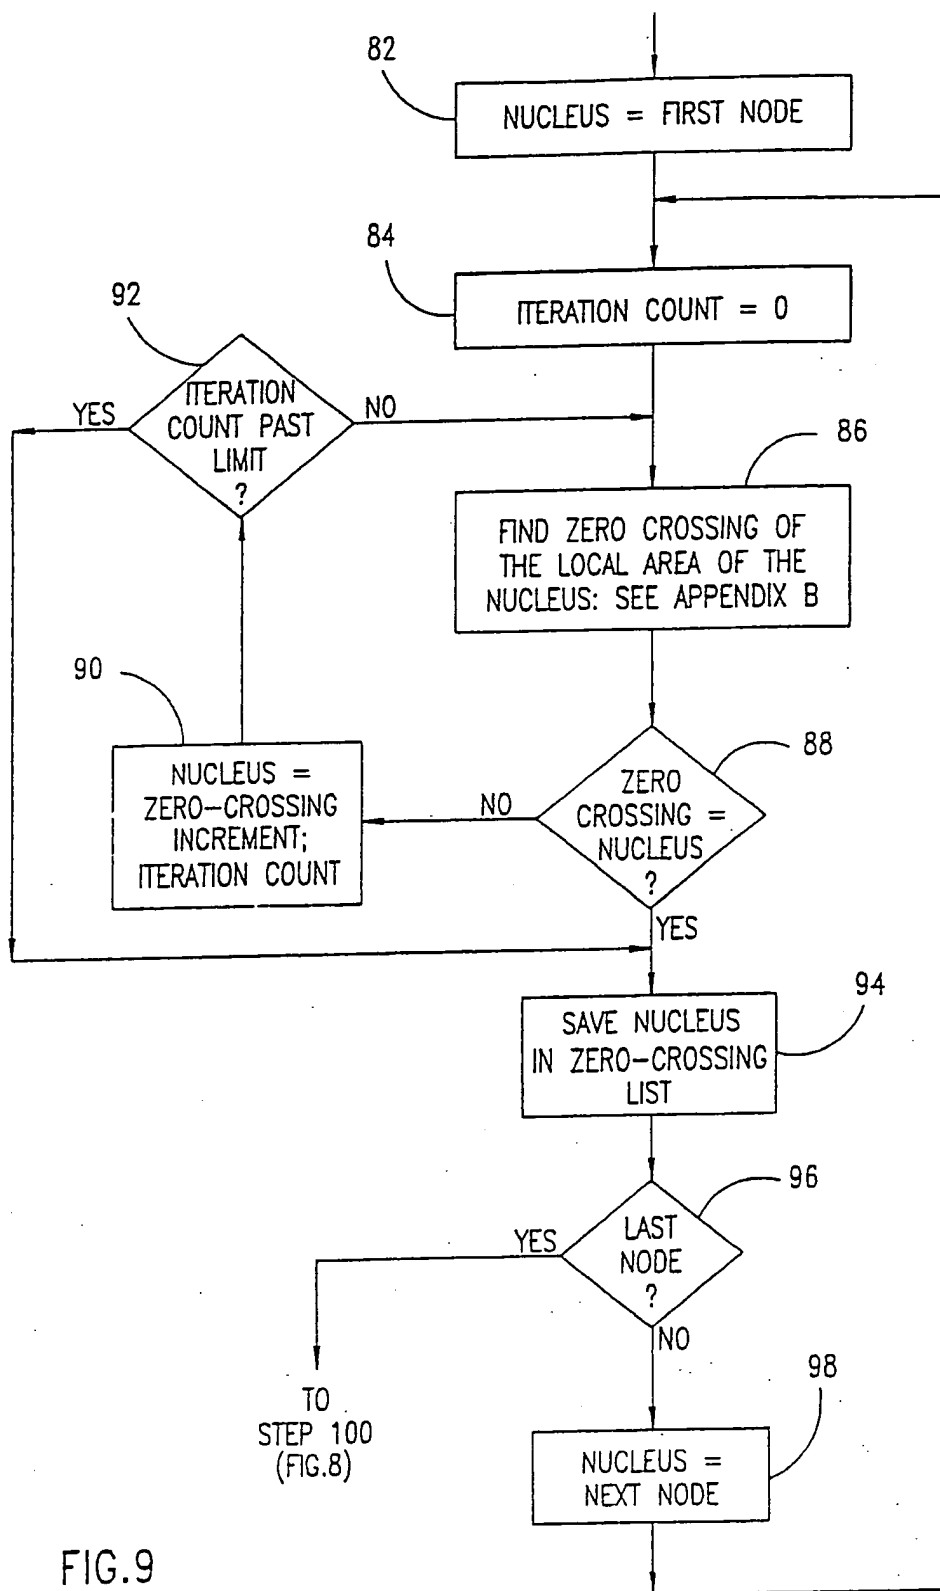 82
NUCLEUS = FIRST NODE
84
ITERATION COUNT = 0
92
ITERATION
COUNT PAST
LIMIT
?
YES
NO
86
FIND ZERO CROSSING OF
THE LOCAL AREA OF THE
NUCLEUS: SEE APPENDIX B
90
NUCLEUS =
ZERO-CROSSING
INCREMENT;
ITERATION COUNT
88
ZERO
CROSSING =
NUCLEUS
?
NO
YES
94
SAVE NUCLEUS
IN ZERO-CROSSING
LIST
96
LAST
NODE
?
YES
NO
TO
STEP 100
(FIG.8)
98
NUCLEUS =
NEXT NODE
FIG.9